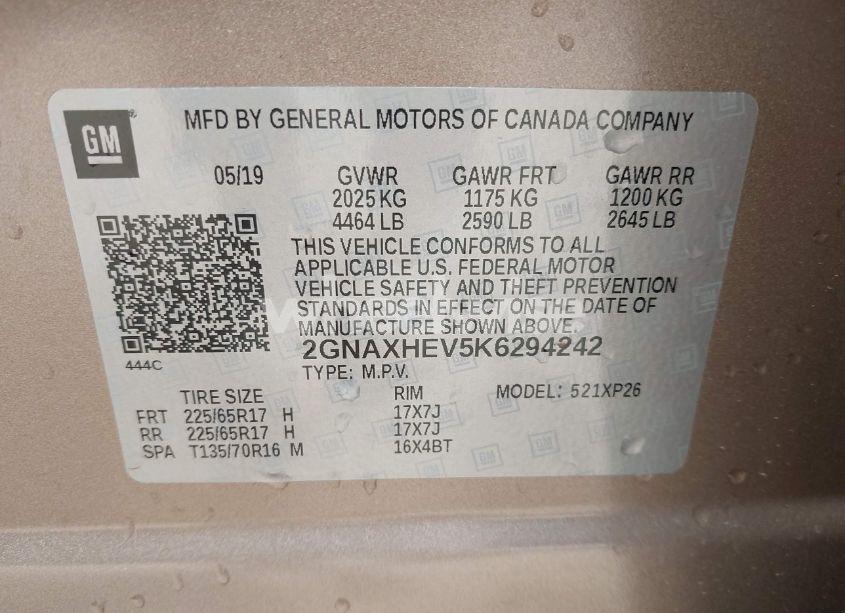 GM
MFD BY GENERAL MOTORS OF CANADA COMPANY
05/19 GVWR GAWR FRT GAWR RR
2025 KG 1175 KG 1200 KG
4464 LB 2590 LB 2645 LB
THIS VEHICLE CONFORMS TO ALL
APPLICABLE U.S. FEDERAL MOTOR
VEHICLE SAFETY AND THEFT PREVENTION
STANDARDS IN EFFECT ON THE DATE OF
MANUFACTURE SHOWN ABOVE.
2GNAXHEV5K6294242
444C
TYPE: M.P.V.
TIRE SIZE RIM MODEL: 521XP26
FRT 225/65R17 H 17X7J
RR 225/65R17 H 17X7J
SPA T135/70R16 M 16X4BT